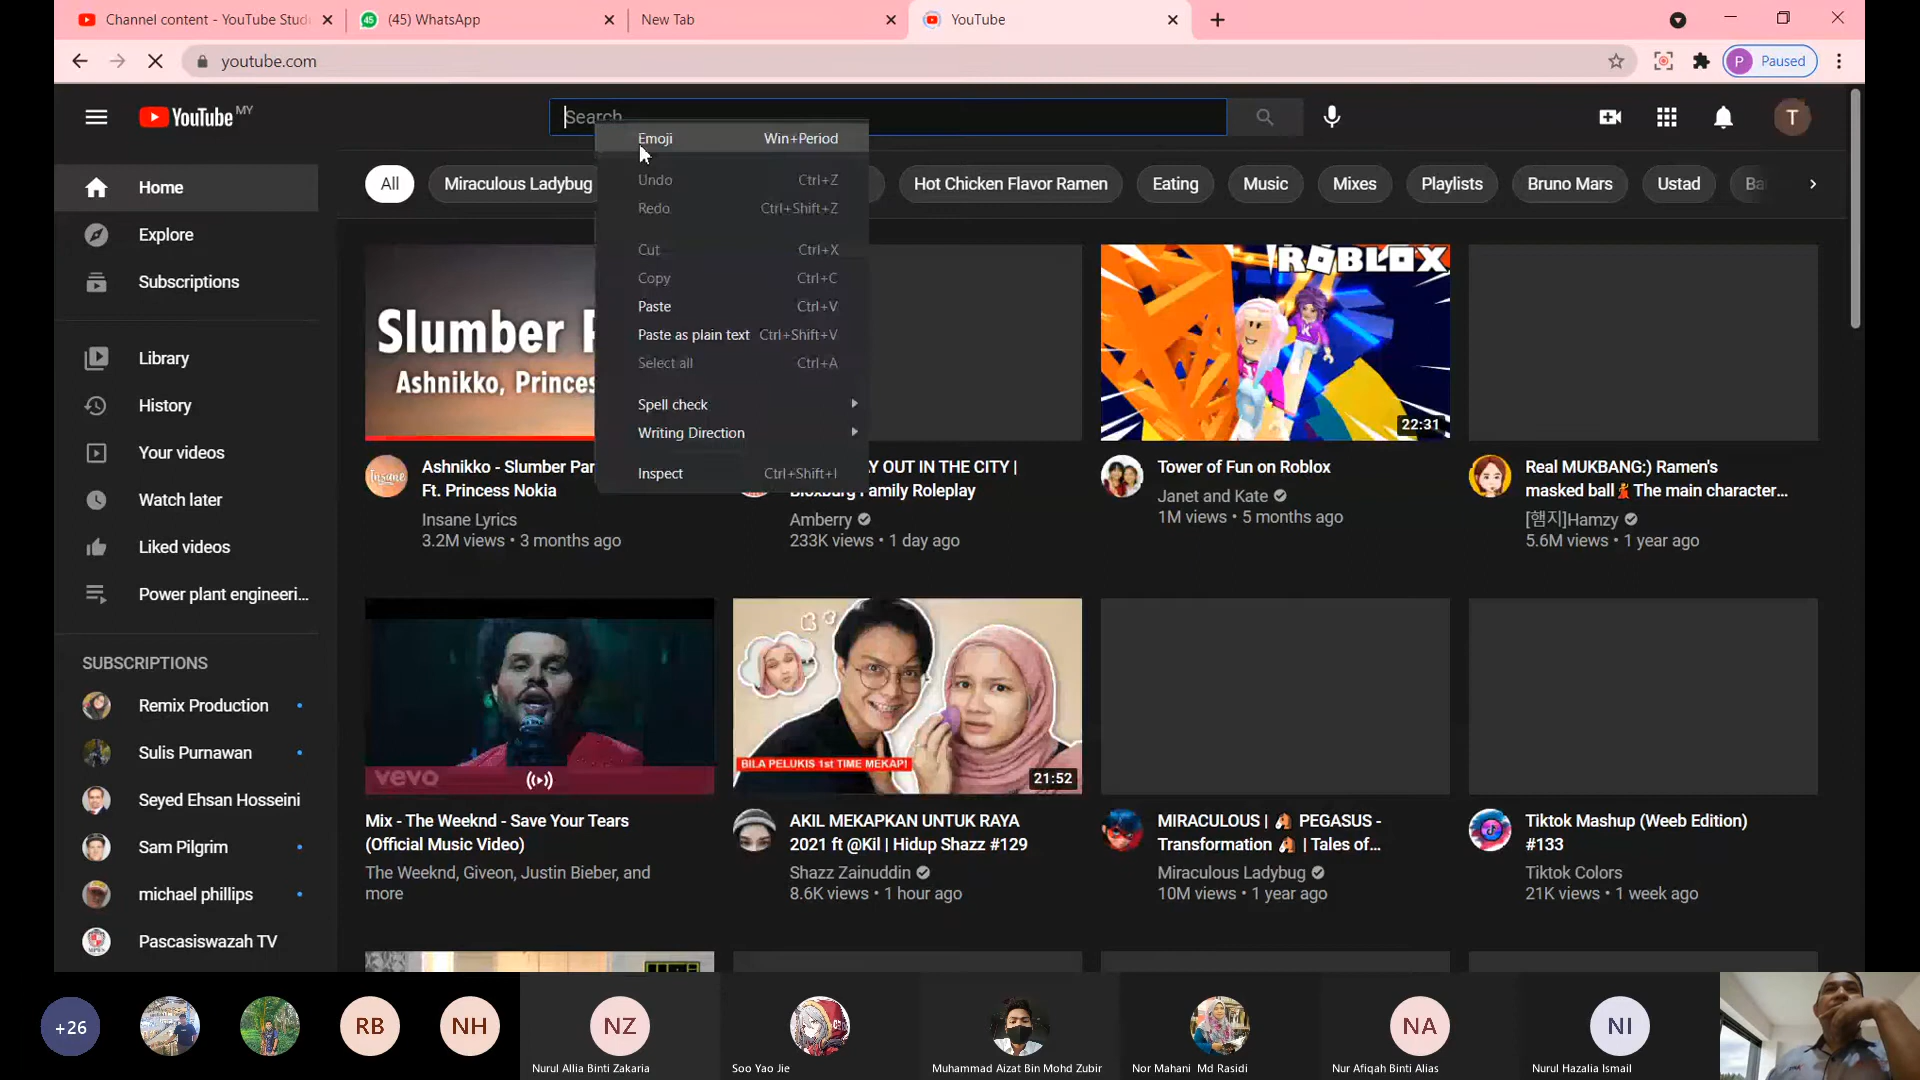 Channel content - YouTube Stud
(45) WhatsApp
New Tab
YouTube
youtube.com
P
Paused
YouTube MY
Search
T
All
Miraculous Ladybug
Hot Chicken Flavor Ramen
Eating
Music
Mixes
Playlists
Bruno Mars
Ustad
Ba
Emoji Win+Period
Undo Ctrl+Z
Redo Ctrl+Shift+Z
Cut Ctrl+X
Copy Ctrl+C
Paste Ctrl+V
Paste as plain text Ctrl+Shift+V
Select all Ctrl+A
Spell check
Writing Direction
Inspect Ctrl+Shift+I
Home
Explore
Subscriptions
Library
History
Your videos
Watch later
Liked videos
Power plant engineeri...
SUBSCRIPTIONS
Remix Production
Sulis Purnawan
Seyed Ehsan Hosseini
Sam Pilgrim
michael phillips
Pascasiswazah TV
Slumber P
Ashnikko, Princes
Insane
Ashnikko - Slumber Par
Ft. Princess Nokia
Insane Lyrics
3.2M views • 3 months ago
Y OUT IN THE CITY |
Bloxburg Family Roleplay
Amberry
233K views • 1 day ago
ROBLOX
22:31
Tower of Fun on Roblox
Janet and Kate
1M views • 5 months ago
Real MUKBANG:) Ramen's
masked ball💃The main character...
[햄지]Hamzy
5.6M views • 1 year ago
vevo
Mix - The Weeknd - Save Your Tears
(Official Music Video)
The Weeknd, Giveon, Justin Bieber, and
more
BILA PELUKIS 1st TIME MEKAP!
21:52
AKIL MEKAPKAN UNTUK RAYA
2021 ft @Kil | Hidup Shazz #129
Shazz Zainuddin
8.6K views • 1 hour ago
MIRACULOUS | 🐴 PEGASUS -
Transformation 🐴 | Tales of...
Miraculous Ladybug
10M views • 1 year ago
Tiktok Mashup (Weeb Edition)
#133
Tiktok Colors
21K views • 1 week ago
+26
RB
NH
NZ
Nurul Allia Binti Zakaria
Soo Yao Jie
Muhammad Aizat Bin Mohd Zubir
Nor Mahani Md Rasidi
NA
Nur Afiqah Binti Alias
NI
Nurul Hazalia Ismail